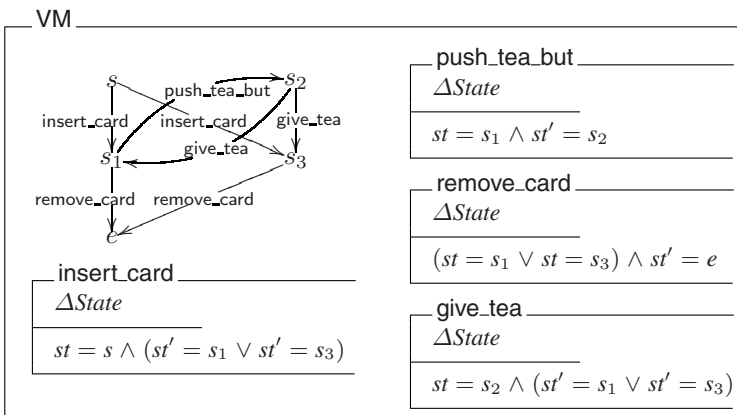 VM
s
push_tea_but
s₂
insert_card
insert_card
give_tea
give_tea
s₁
s₃
remove_card
remove_card
e
insert_card
ΔState
st = s ∧ (st′ = s₁ ∨ st′ = s₃)
push_tea_but
ΔState
st = s₁ ∧ st′ = s₂
remove_card
ΔState
(st = s₁ ∨ st = s₃) ∧ st′ = e
give_tea
ΔState
st = s₂ ∧ (st′ = s₁ ∨ st′ = s₃)